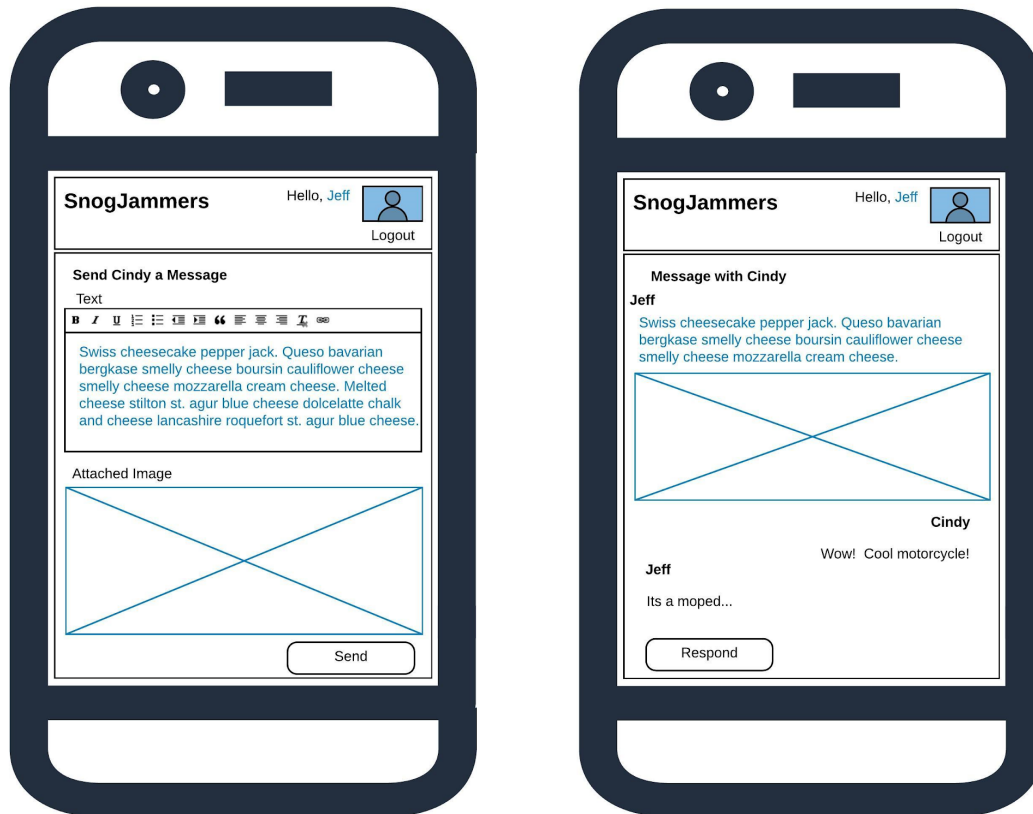 SnogJammers
Hello, Jeff
Logout
Send Cindy a Message
Text
B I U
Swiss cheesecake pepper jack. Queso bavarian
bergkase smelly cheese boursin cauliflower cheese
smelly cheese mozzarella cream cheese. Melted
cheese stilton st. agur blue cheese dolcelatte chalk
and cheese lancashire roquefort st. agur blue cheese.
Attached Image
Send
SnogJammers
Hello, Jeff
Logout
Message with Cindy
Jeff
Swiss cheesecake pepper jack. Queso bavarian
bergkase smelly cheese boursin cauliflower cheese
smelly cheese mozzarella cream cheese.
Cindy
Wow! Cool motorcycle!
Jeff
Its a moped...
Respond